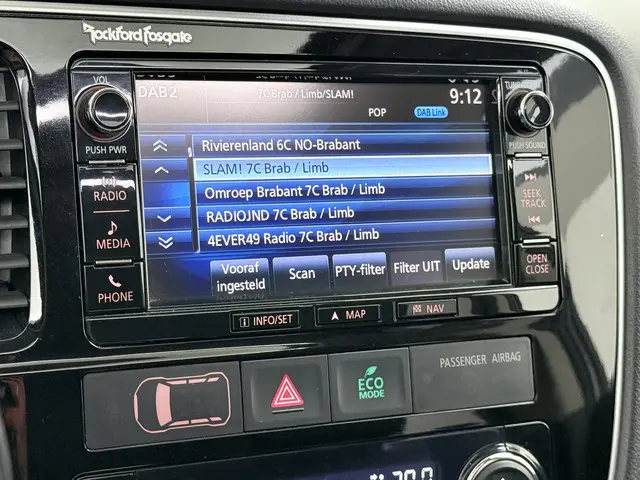 Rockford Fosgate
VOL
PUSH PWR
RADIO
MEDIA
PHONE
DAB2
7C Brab / Limb/SLAM!
9:12
POP
DAB Link
Rivierenland 6C NO-Brabant
SLAM! 7C Brab / Limb
Omroep Brabant 7C Brab / Limb
RADIOJND 7C Brab / Limb
4EVER49 Radio 7C Brab / Limb
Vooraf
ingesteld
Scan
PTY-filter
Filter UIT
Update
PUSH SOUND
SEEK
TRACK
OPEN
CLOSE
i INFO/SET
MAP
NAV
ECO
MODE
PASSENGER AIRBAG